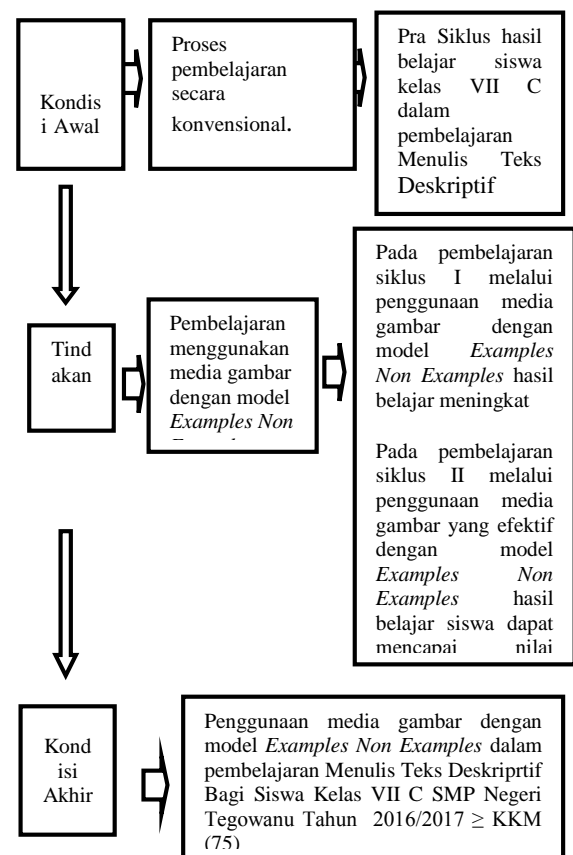 Kondis
i Awal
Proses
pembelajaran
secara
konvensional.
Pra Siklus hasil
belajar siswa
kelas VII C
dalam
pembelajaran
Menulis Teks
Deskriptif
Tind
akan
Pembelajaran
menggunakan
media gambar
dengan model
Examples Non
Pada pembelajaran
siklus I melalui
penggunaan media
gambar dengan
model Examples
Non Examples hasil
belajar meningkat
Pada pembelajaran
siklus II melalui
penggunaan media
gambar yang efektif
dengan model
Examples Non
Examples hasil
belajar siswa dapat
mencapai nilai
Kond
isi
Akhir
Penggunaan media gambar dengan
model Examples Non Examples dalam
pembelajaran Menulis Teks Deskriprtif
Bagi Siswa Kelas VII C SMP Negeri
Tegowanu Tahun 2016/2017 ≥ KKM
(75)